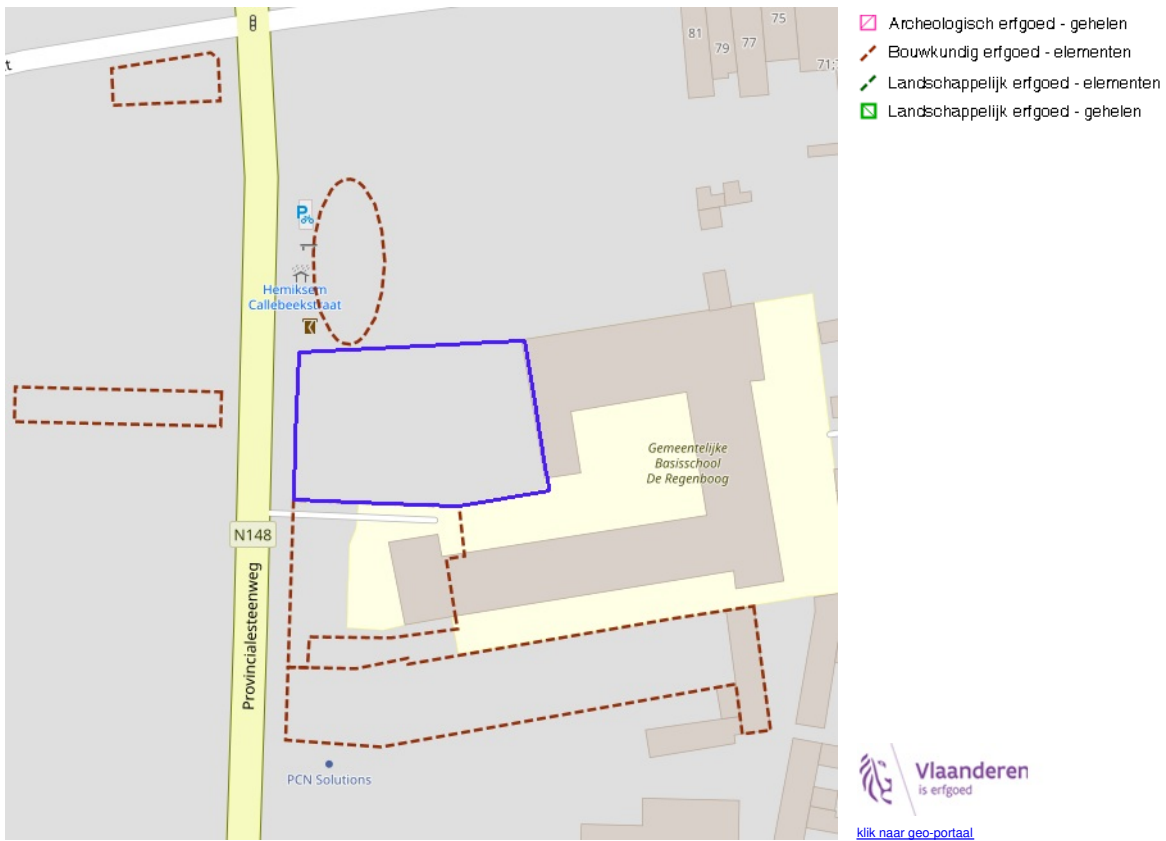 t
81
79
77
75
71;
P
Hemiksem
Callebeekstraat
Gemeentelijke
Basisschool
De Regenboog
N148
Provincialesteenweg
PCN Solutions
Archeologisch erfgoed - gehelen
Bouwkundig erfgoed - elementen
Landschappelijk erfgoed - elementen
Landschappelijk erfgoed - gehelen
Vlaanderen
is erfgoed
klik naar geo-portaal